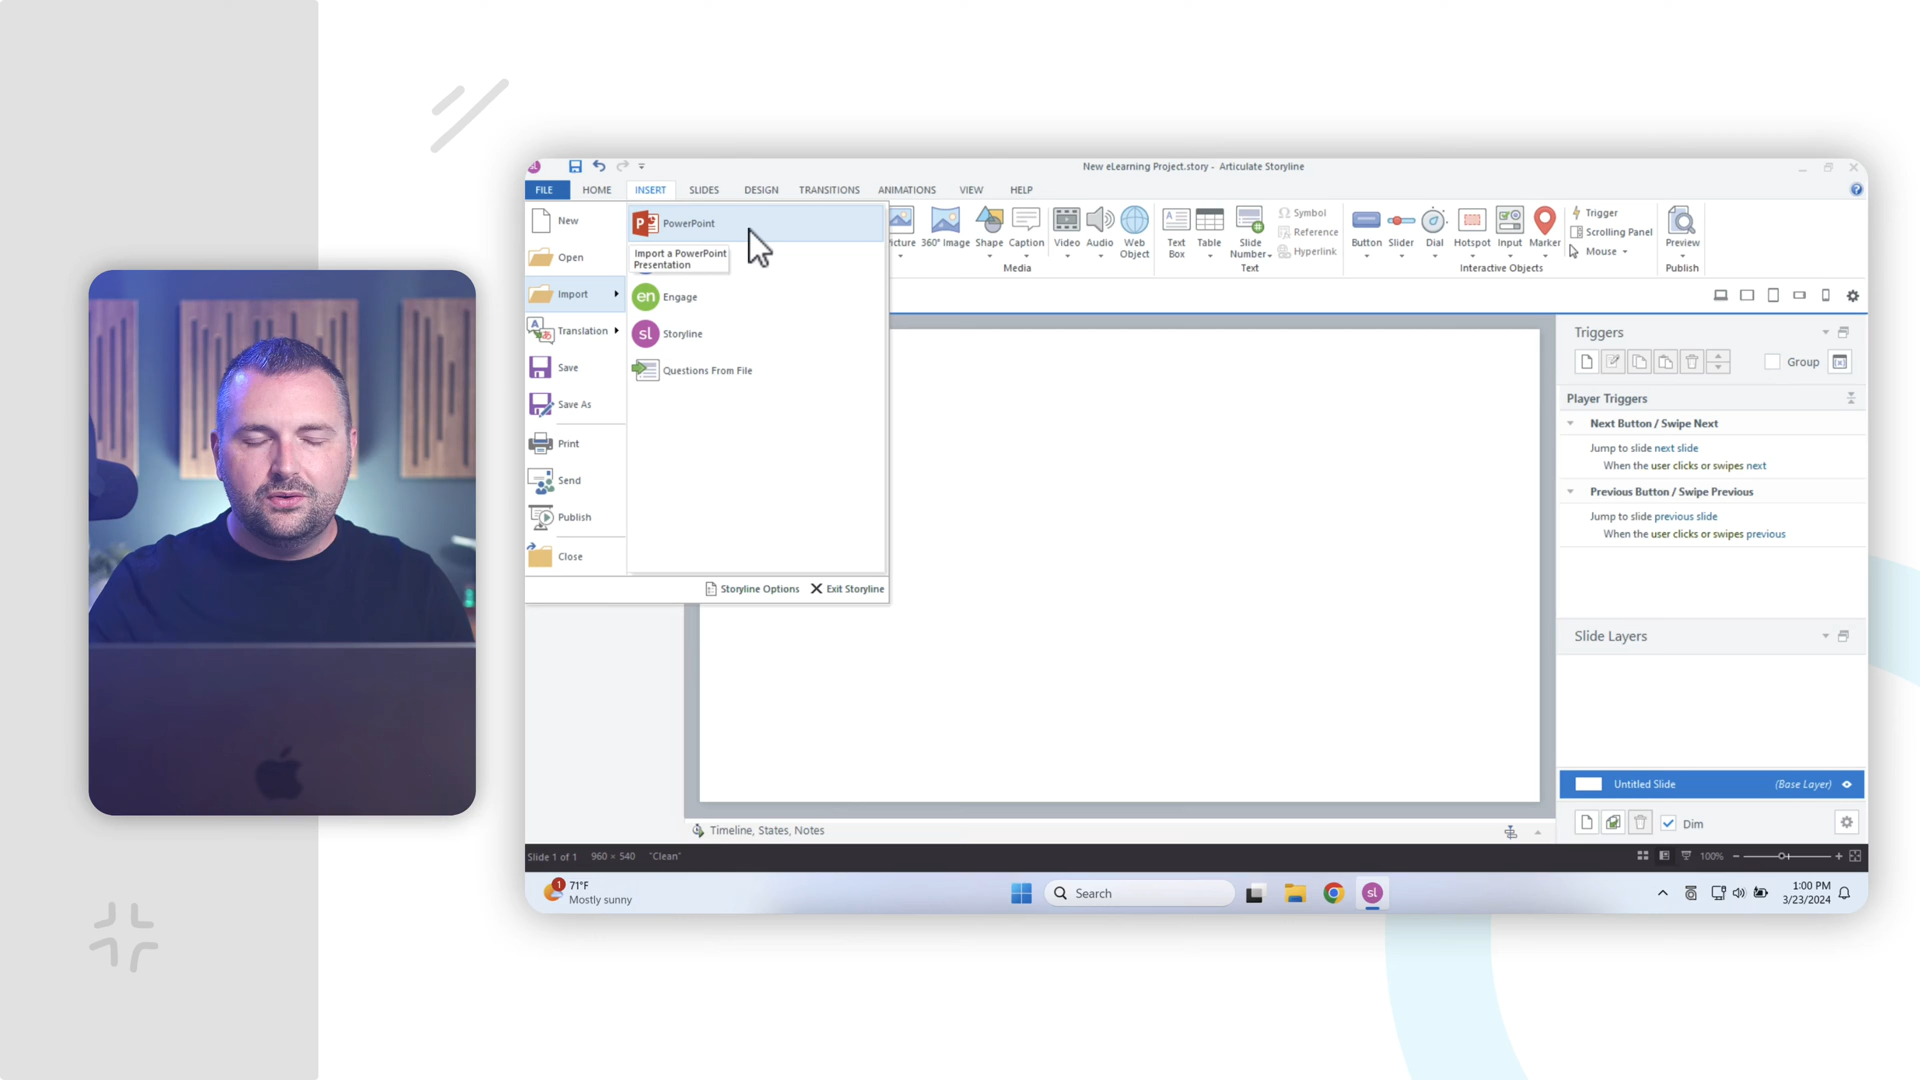 sl
New eLearning Project.story - Articulate Storyline
FILE
HOME
INSERT
SLIDES
DESIGN
TRANSITIONS
ANIMATIONS
VIEW
HELP
New
Open
Import
Translation
Save
Save As
Print
Send
Publish
Close
PowerPoint
Import a PowerPoint
Presentation
en Engage
sl Storyline
Questions From File
Storyline Options
Exit Storyline
icture
360° Image
Shape
Caption
Video
Audio
Web
Object
Media
Text
Box
Table
Slide
Number
Symbol
Reference
Hyperlink
Text
Button
Slider
Dial
Hotspot
Input
Marker
Trigger
Scrolling Panel
Mouse
Interactive Objects
Preview
Publish
Triggers
Group
Player Triggers
Next Button / Swipe Next
Jump to slide next slide
When the user clicks or swipes next
Previous Button / Swipe Previous
Jump to slide previous slide
When the user clicks or swipes previous
Slide Layers
Untitled Slide
(Base Layer)
Dim
Timeline, States, Notes
Slide 1 of 1
960 × 540
"Clean"
100%
1
71°F
Mostly sunny
Search
sl
1:00 PM
3/23/2024